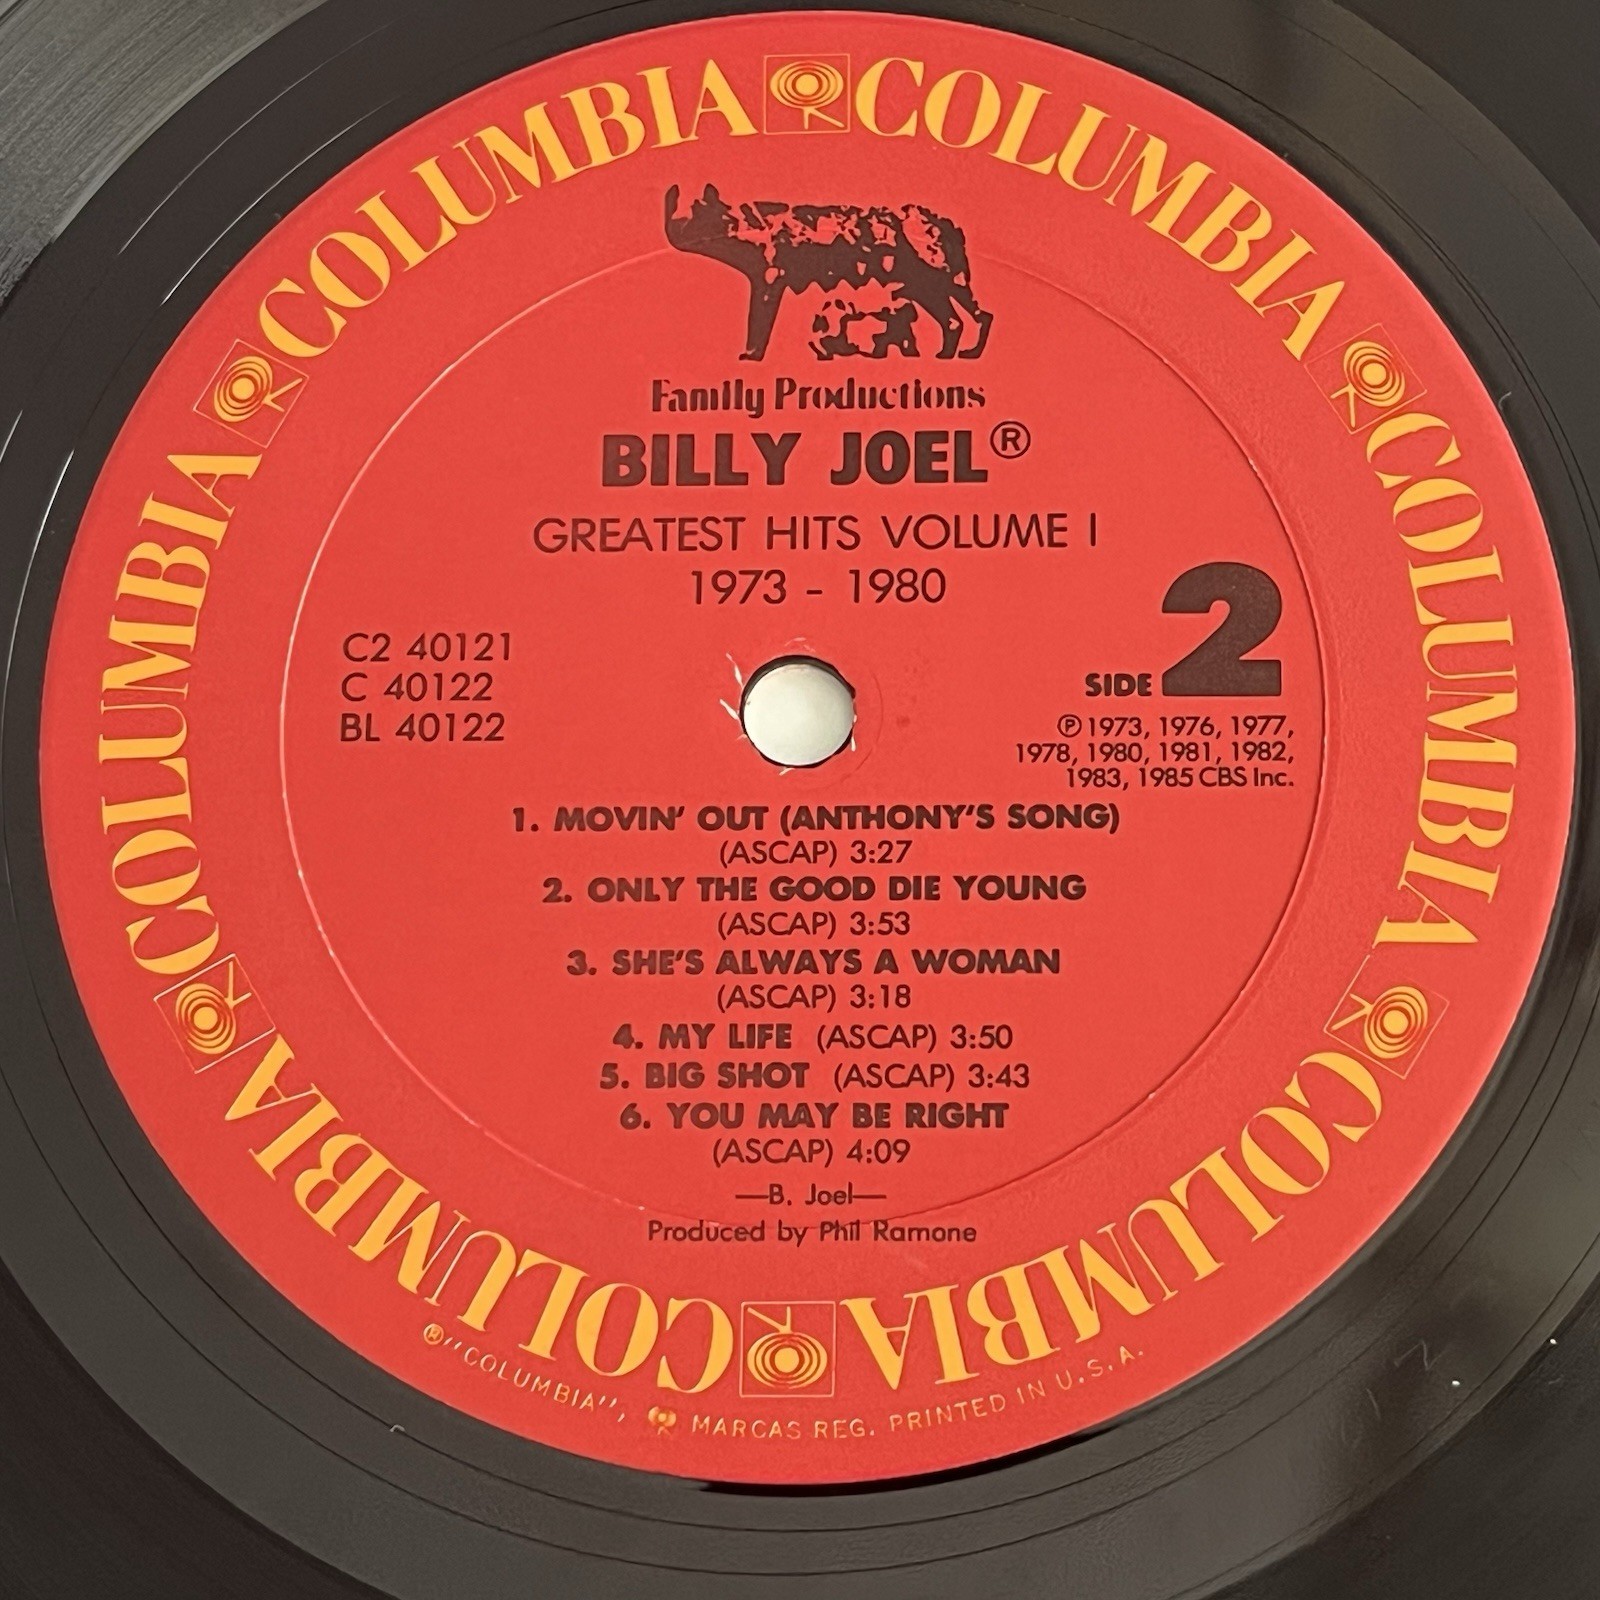 COLUMBIA COLUMBIA COLUMBIA COLUMBIA COLUMBIA COLUMBIA
Family Productions
BILLY JOEL®
GREATEST HITS VOLUME I
1973 - 1980
C2 40121
C 40122
BL 40122
SIDE 2
℗ 1973, 1976, 1977,
1978, 1980, 1981, 1982,
1983, 1985 CBS Inc.
1. MOVIN' OUT (ANTHONY'S SONG)
(ASCAP) 3:27
2. ONLY THE GOOD DIE YOUNG
(ASCAP) 3:53
3. SHE'S ALWAYS A WOMAN
(ASCAP) 3:18
4. MY LIFE (ASCAP) 3:50
5. BIG SHOT (ASCAP) 3:43
6. YOU MAY BE RIGHT
(ASCAP) 4:09
—B. Joel—
Produced by Phil Ramone
®"COLUMBIA", MARCAS REG. PRINTED IN U.S.A.